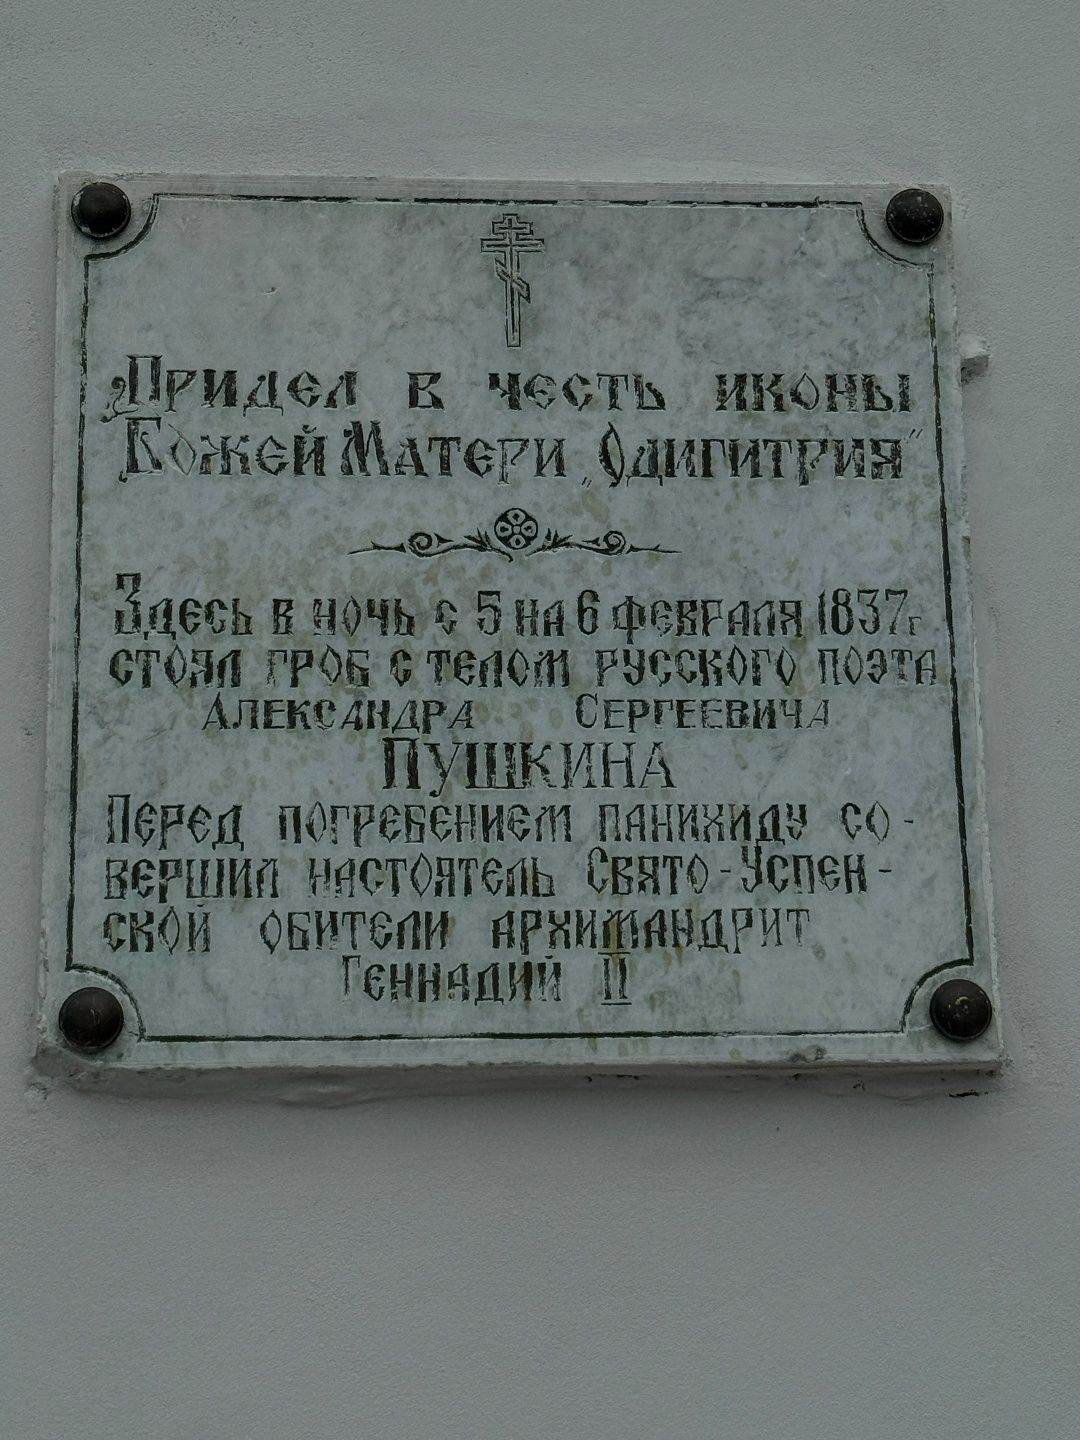 Придел в честь иконы
Божей Матери „Одигитрия"
Здесь в ночь с 5 на 6 февраля 1837г
стоял гроб с телом русского поэта
Александра Сергеевича
Пушкина
Перед погребением панихиду со-
вершил настоятель Свято-Успен-
ской обители архимандрит
Геннадий II